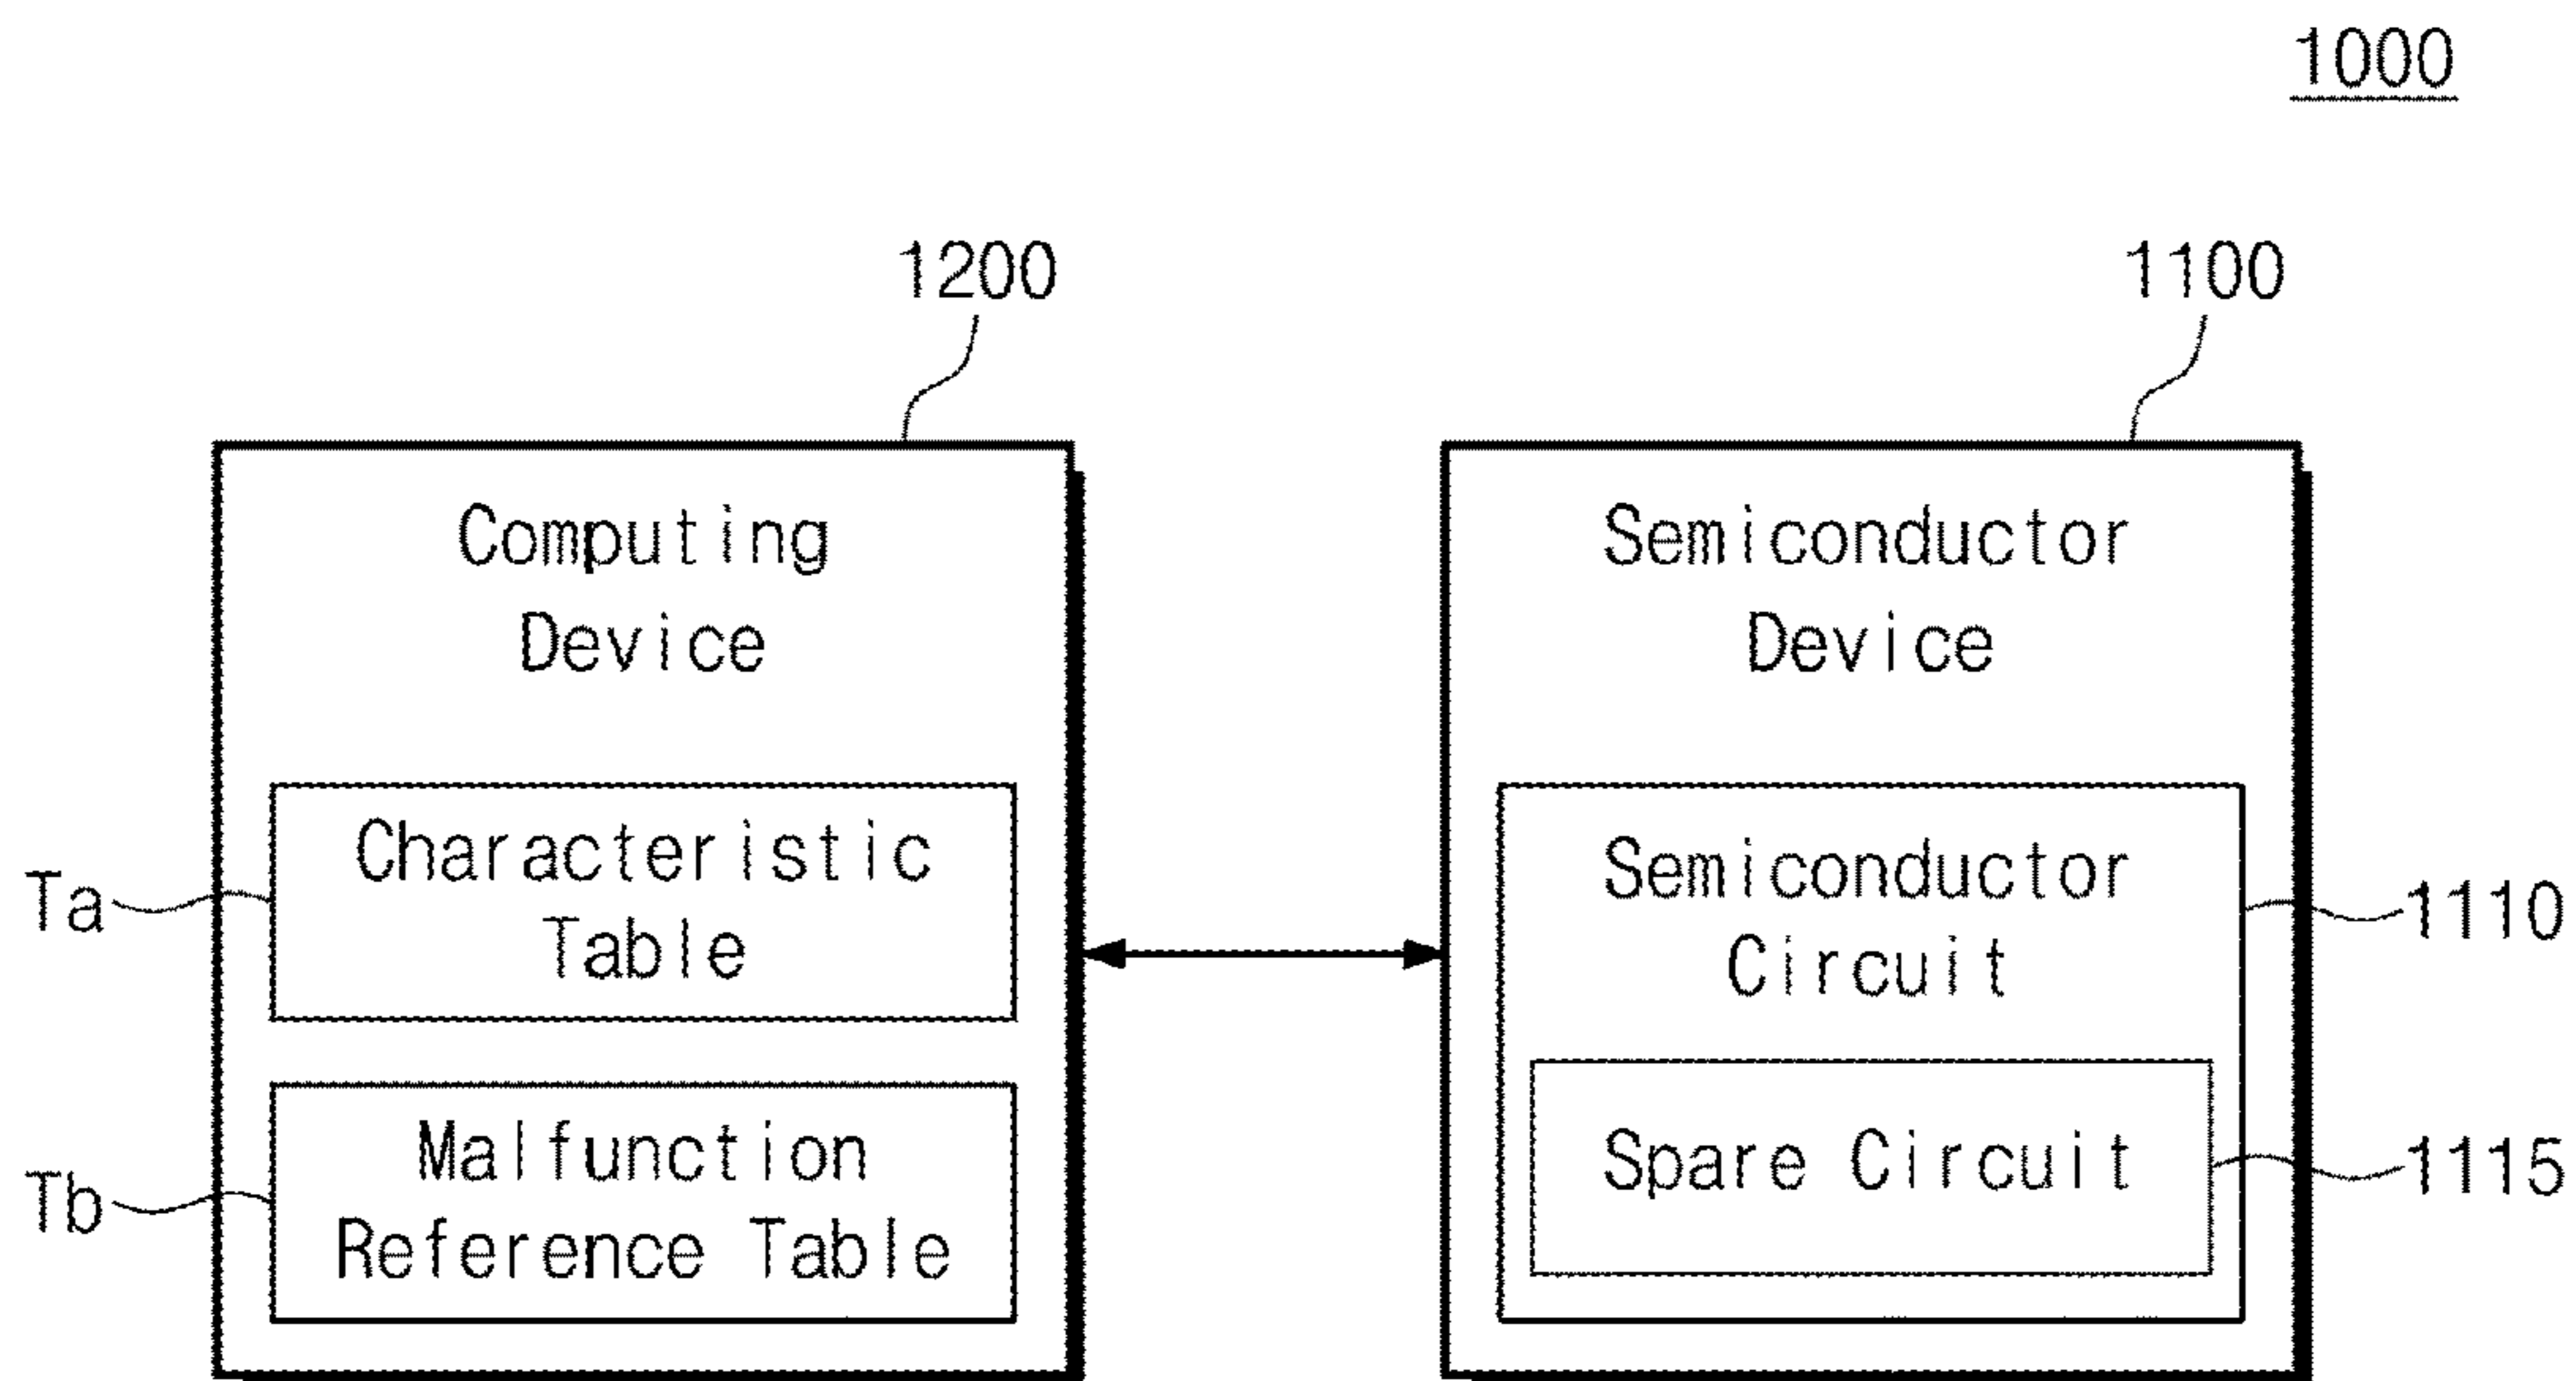 1000
1200
1100
Computing
Device
Semiconductor
Device
Ta
Characteristic
Table
Semiconductor
Circuit
1110
Tb
Malfunction
Reference Table
Spare Circuit
1115